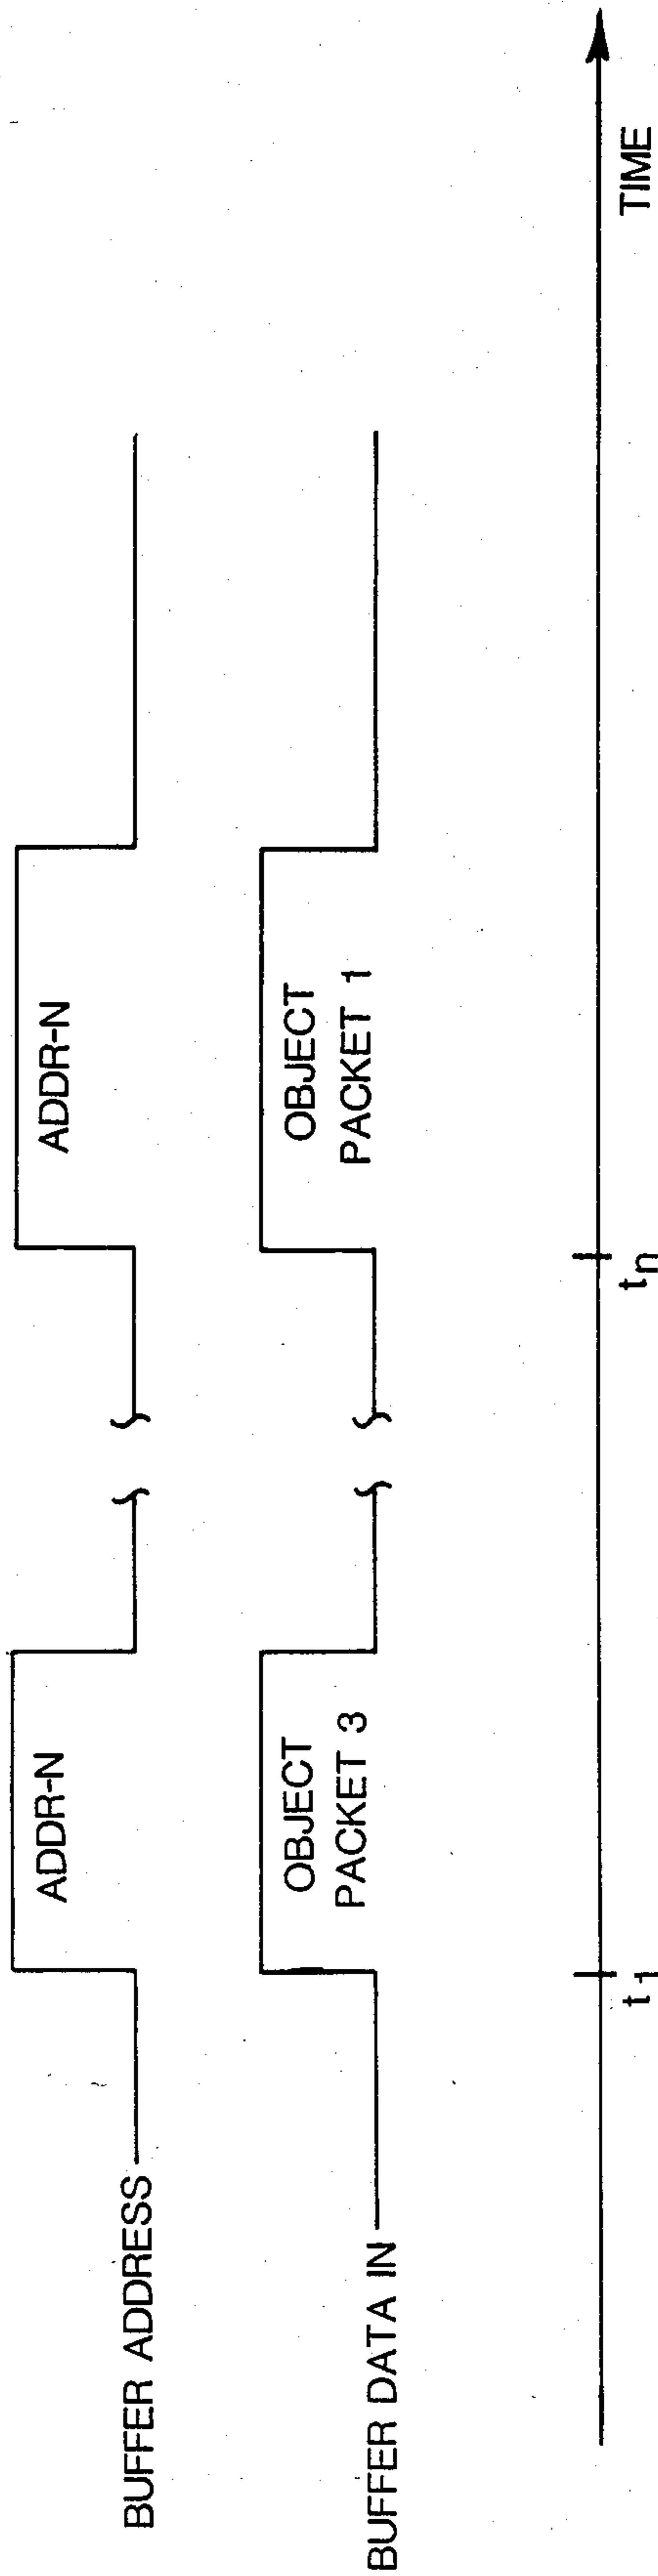 BUFFER ADDRESS
ADDR-N
ADDR-N
BUFFER DATA IN
OBJECT
PACKET 3
OBJECT
PACKET 1
t1
tn
TIME